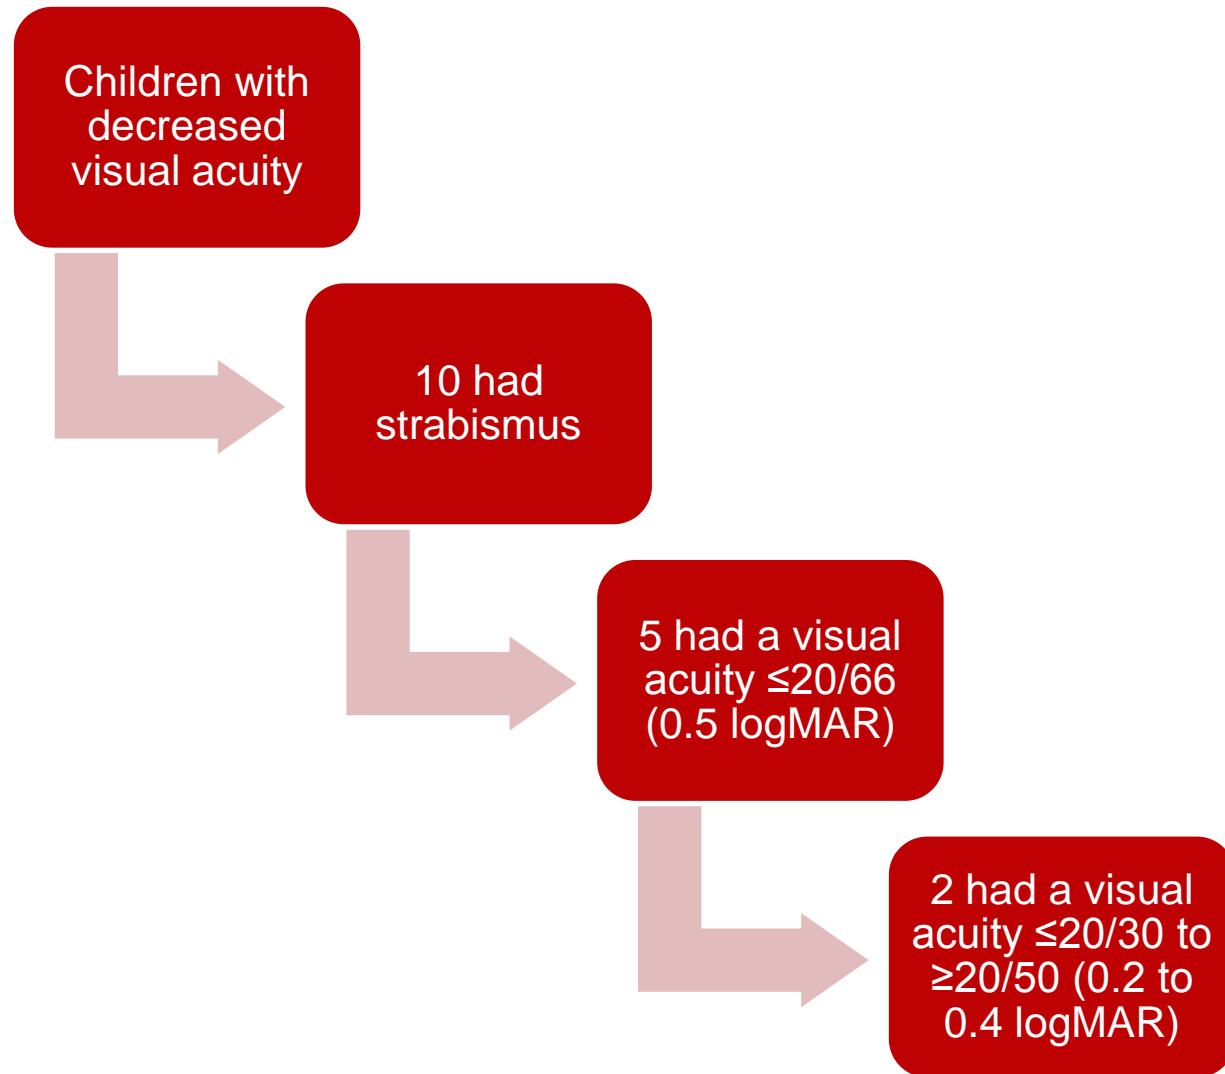 Children with
decreased
visual acuity
10 had
strabismus
5 had a visual
acuity ≤20/66
(0.5 logMAR)
2 had a visual
acuity ≤20/30 to
≥20/50 (0.2 to
0.4 logMAR)